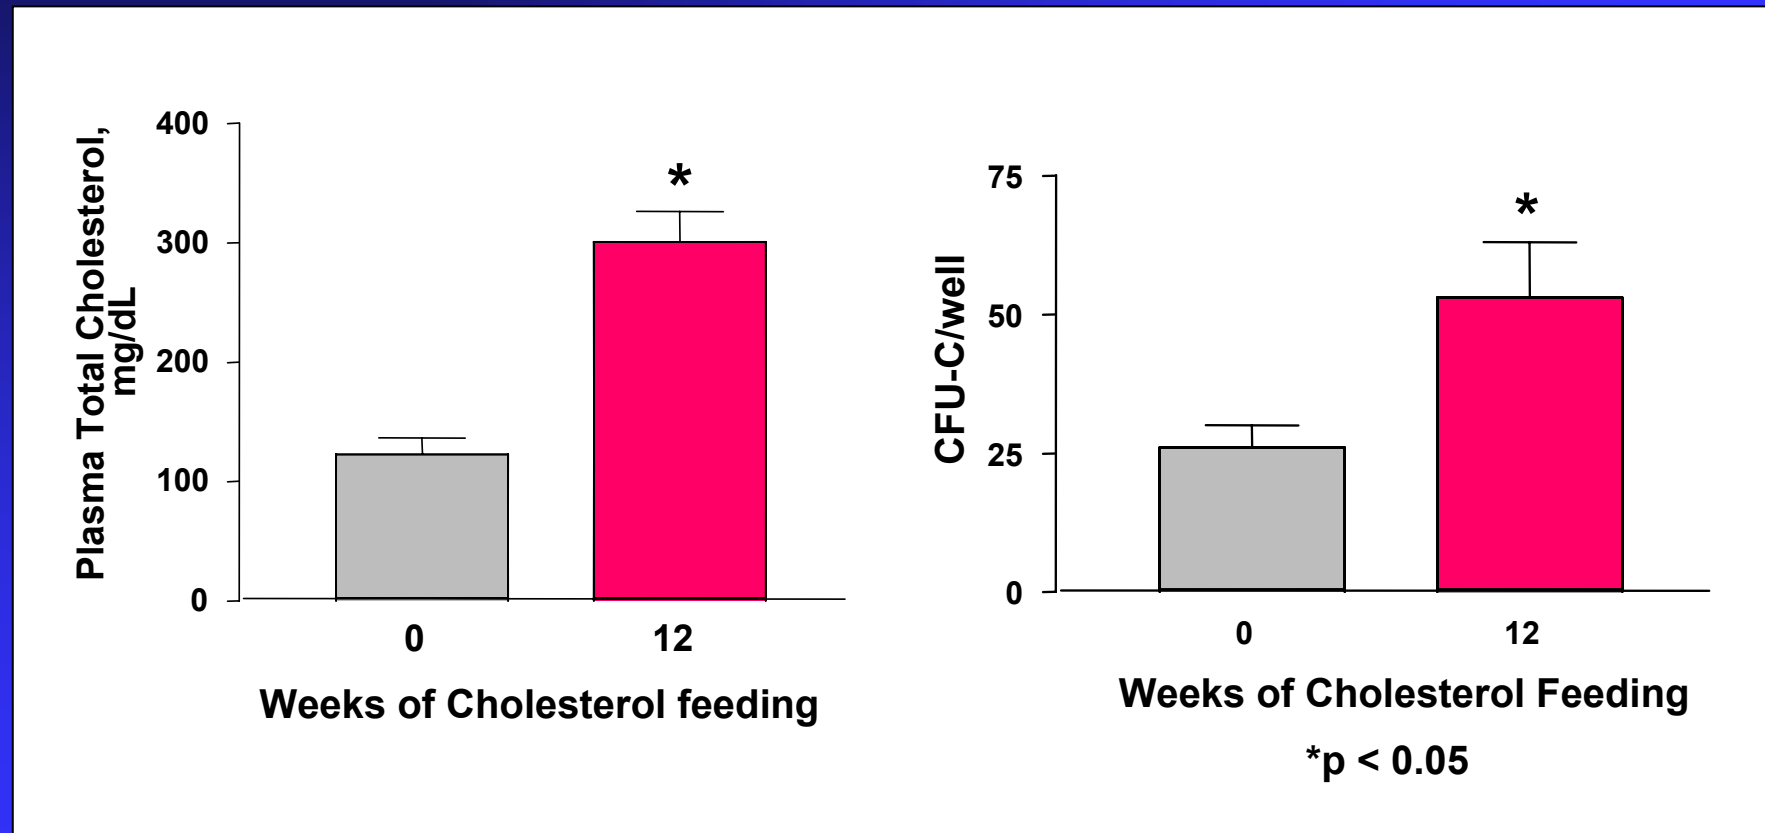 Plasma Total Cholesterol,
mg/dL
400
300
200
100
0
*
0
12
Weeks of Cholesterol feeding
CFU-C/well
75
50
25
0
*
0
12
Weeks of Cholesterol Feeding
*p < 0.05